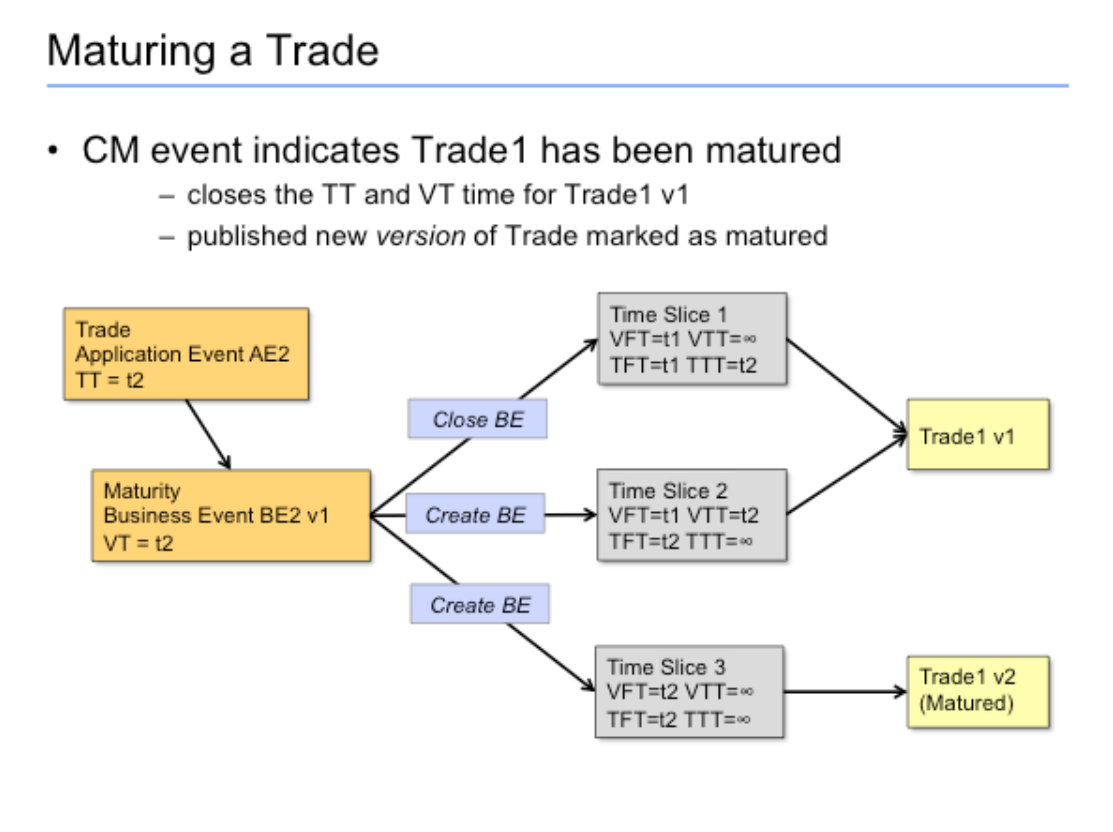 Maturing a Trade
• CM event indicates Trade1 has been matured
– closes the TT and VT time for Trade1 v1
– published new version of Trade marked as matured
Trade
Application Event AE2
TT = t2
Maturity
Business Event BE2 v1
VT = t2
Close BE
Create BE
Create BE
Time Slice 1
VFT=t1 VTT=∞
TFT=t1 TTT=t2
Time Slice 2
VFT=t1 VTT=t2
TFT=t2 TTT=∞
Time Slice 3
VFT=t2 VTT=∞
TFT=t2 TTT=∞
Trade1 v1
Trade1 v2
(Matured)